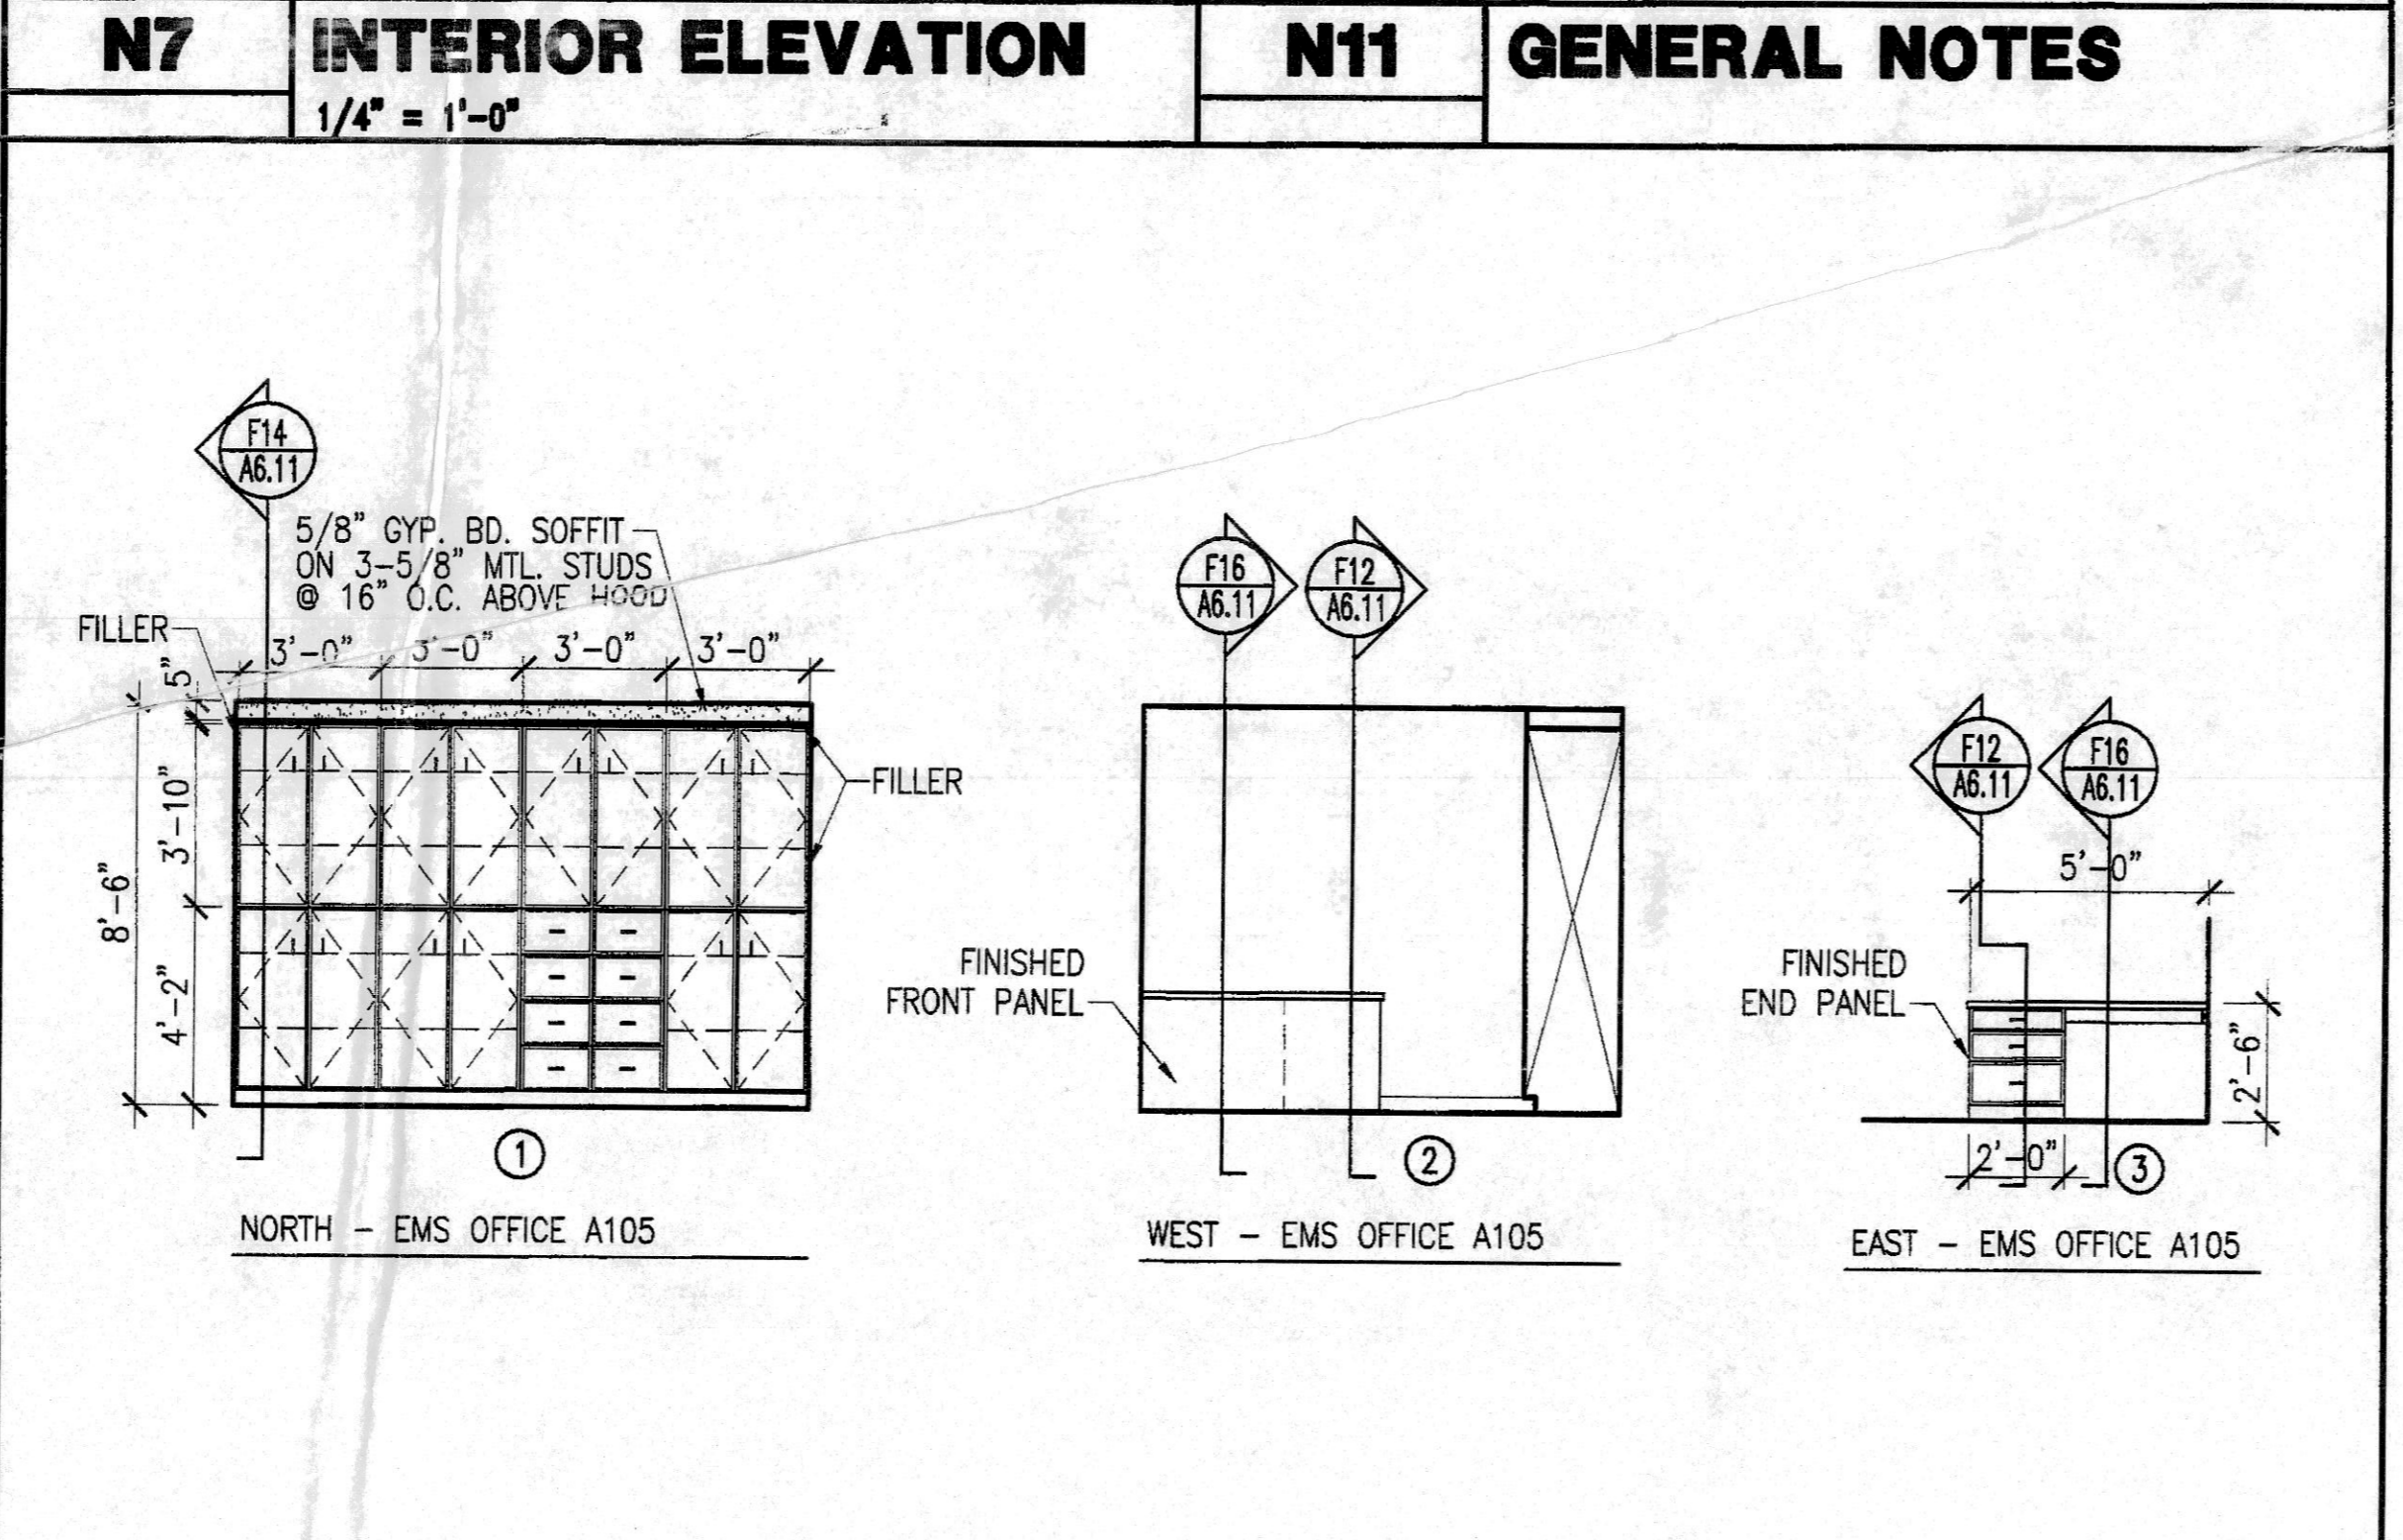 N7
INTERIOR ELEVATION
1/4" = 1'-0"
N11
GENERAL NOTES
F14
A6.11
5/8" GYP. BD. SOFFIT
ON 3-5/8" MTL. STUDS
@ 16" O.C. ABOVE HOOD
FILLER
3'-0"
3'-0"
3'-0"
3'-0"
5"
3'-10"
8'-6"
4'-2"
FILLER
1
NORTH - EMS OFFICE A105
F16
A6.11
F12
A6.11
FINISHED
FRONT PANEL
2
WEST - EMS OFFICE A105
F12
A6.11
F16
A6.11
5'-0"
FINISHED
END PANEL
2'-6"
2'-0"
3
EAST - EMS OFFICE A105